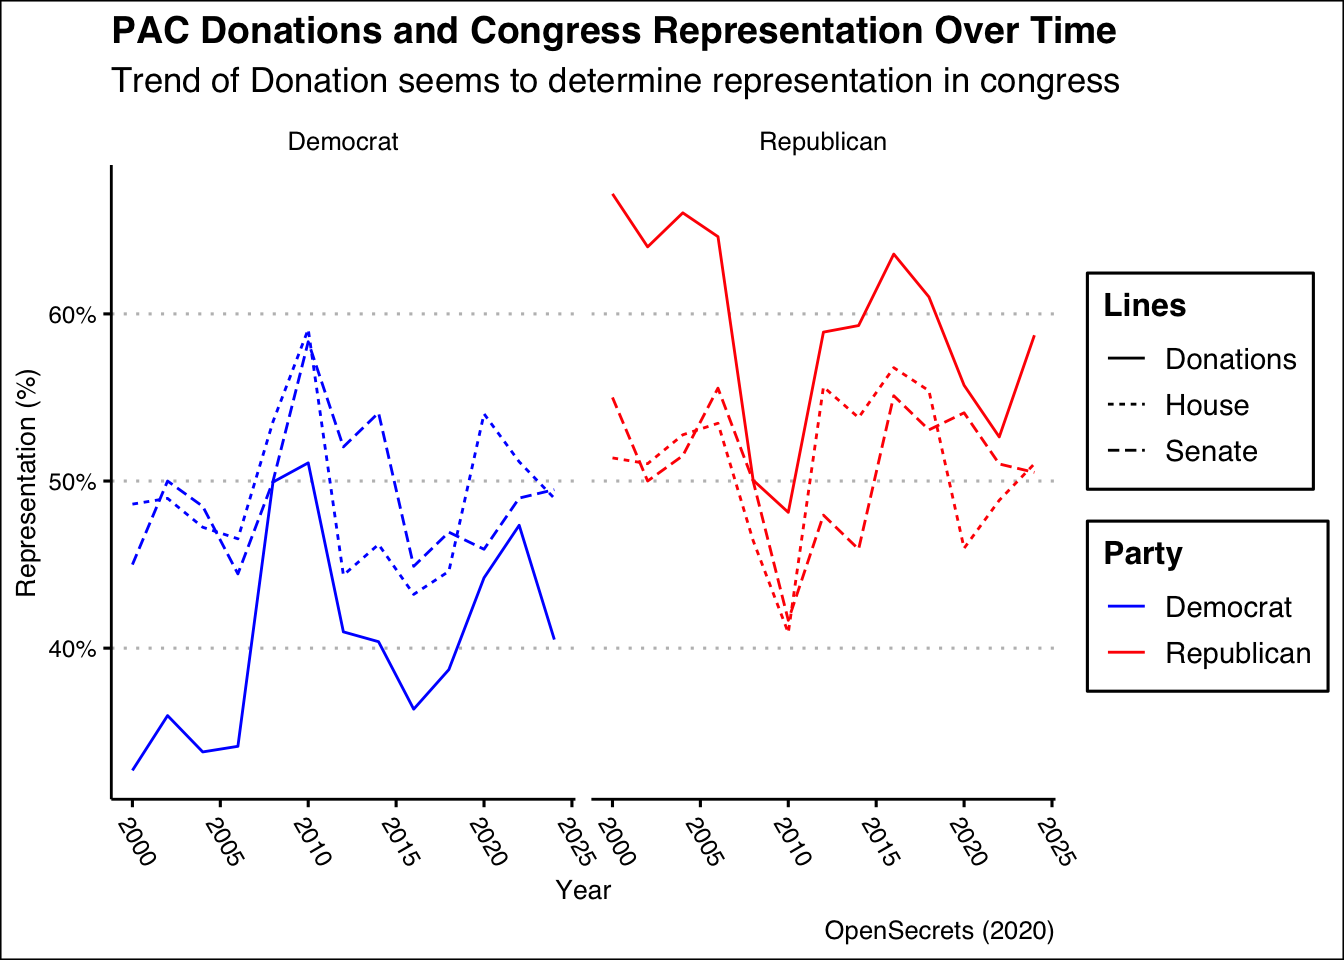 PAC Donations and Congress Representation Over Time
Trend of Donation seems to determine representation in congress
Democrat
Republican
Representation (%)
60%
50%
40%
2000
2005
2010
2015
2020
2025
2000
2005
2010
2015
2020
2025
Year
Lines
Donations
House
Senate
Party
Democrat
Republican
OpenSecrets (2020)